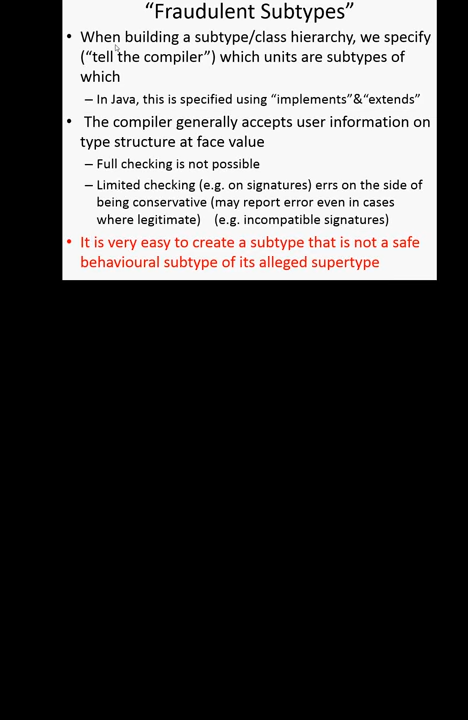 “Fraudulent Subtypes”
• When building a subtype/class hierarchy, we specify
(“tell the compiler”) which units are subtypes of
which
– In Java, this is specified using “implements”&“extends”
• The compiler generally accepts user information on
type structure at face value
– Full checking is not possible
– Limited checking (e.g. on signatures) errs on the side of
being conservative (may report error even in cases
where legitimate) (e.g. incompatible signatures)
• It is very easy to create a subtype that is not a safe
behavioural subtype of its alleged supertype